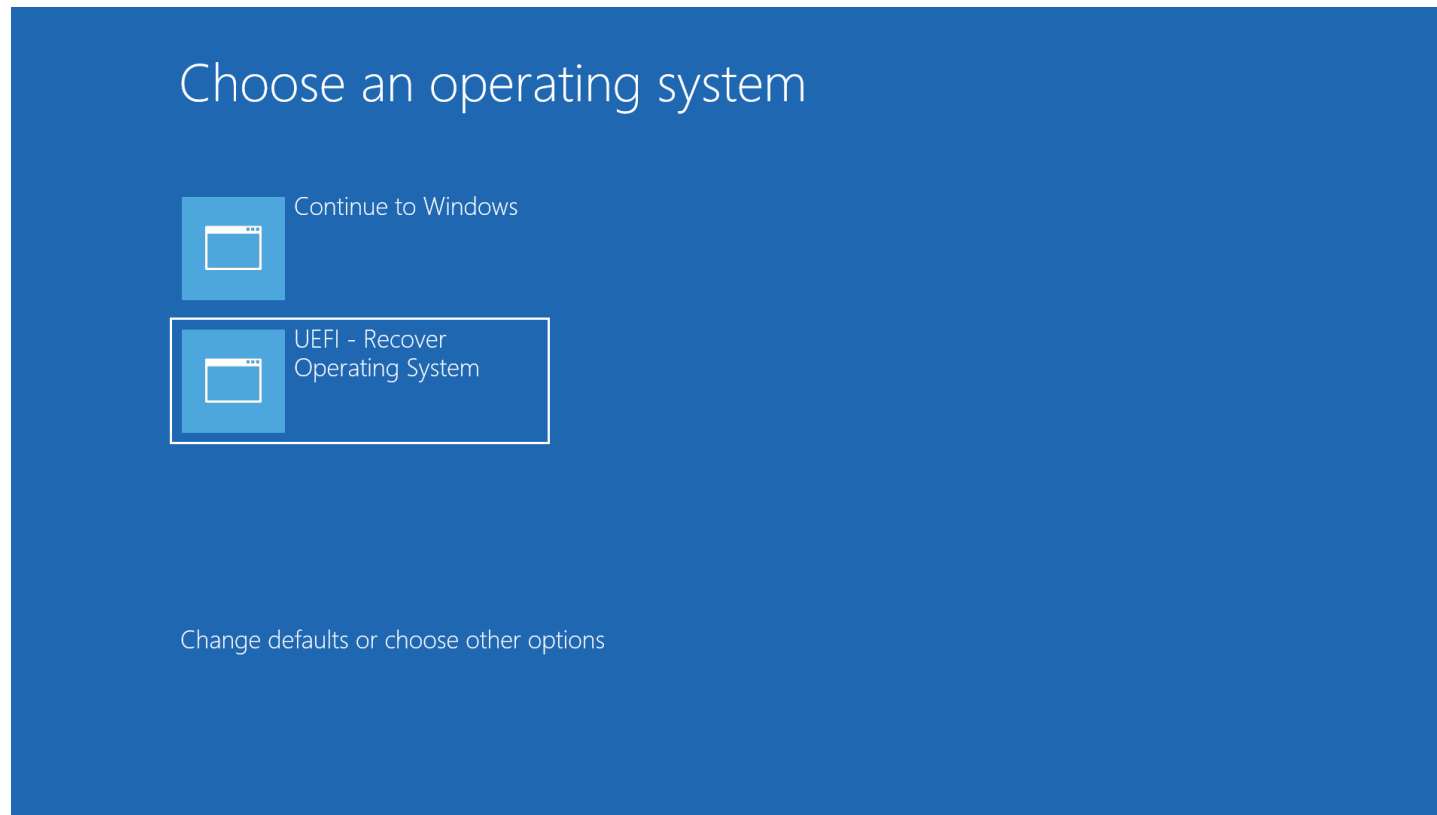 Choose an operating system
Continue to Windows
UEFI - Recover
Operating System
Change defaults or choose other options